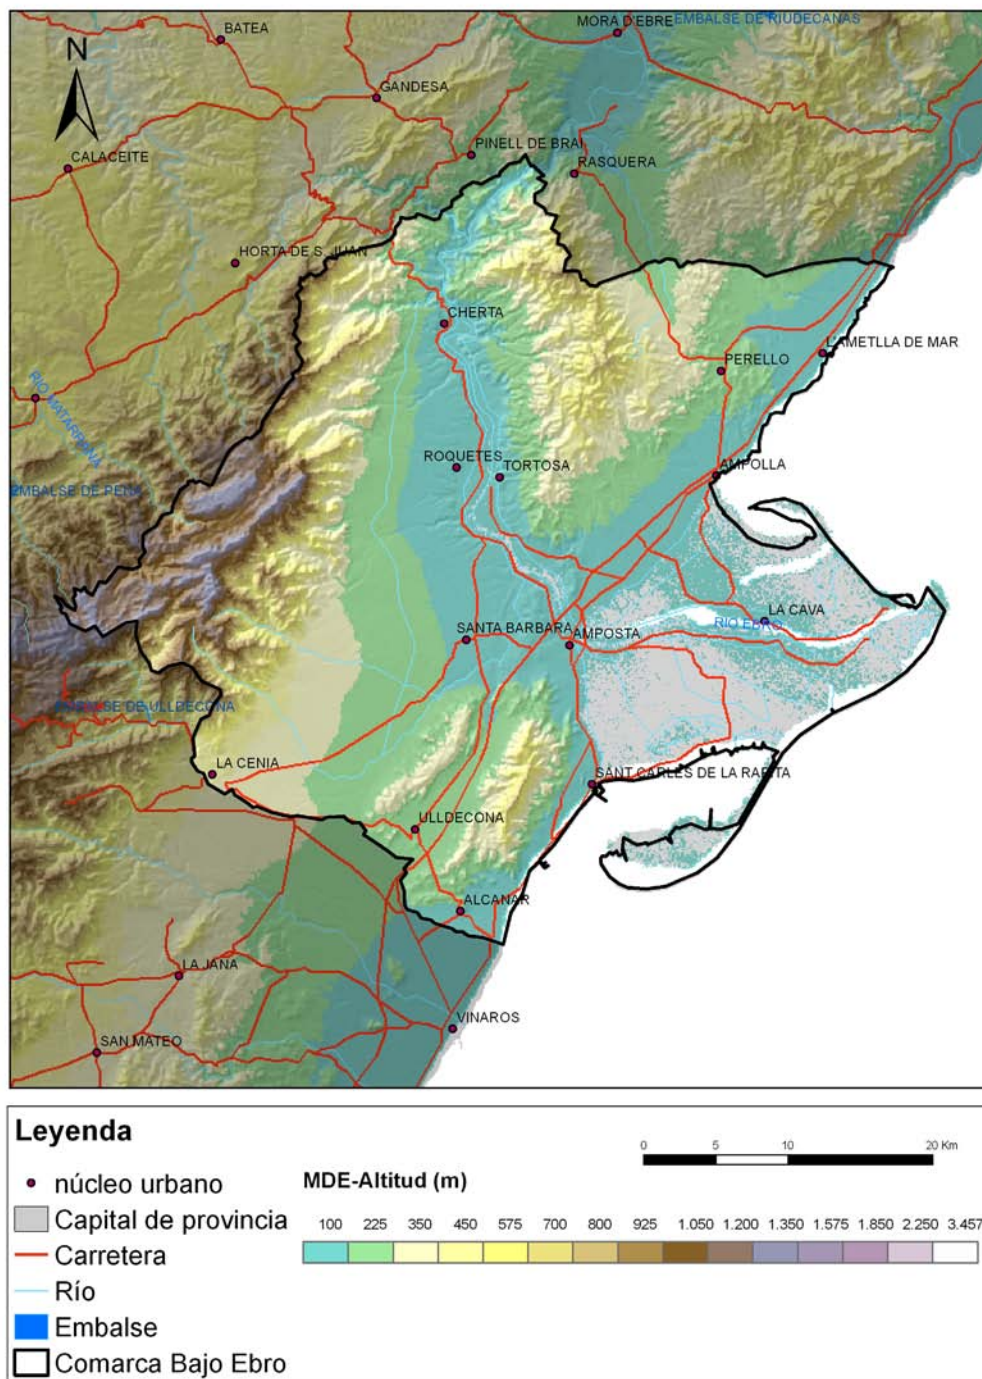 BATEA
MORA D'EBRE
EMBALSE DE RIUDECANAS
N
GANDESA
PINELL DE BRAI
CALACEITE
RASQUERA
HORTA DE S. JUAN
CHERTA
L'AMETLLA DE MAR
PERELLO
RIO MATARRONA
ROQUETES
TORTOSA
AMPOLLA
EMBALSE DE PENA
LA CAVA
RIO EBRO
SANTA BARBARA
AMPOSTA
EMBALSE DE ULLDECONA
LA CENIA
SANT CARLES DE LA RAPITA
ULLDECONA
ALCANAR
LA JANA
VINAROS
SAN MATEO
Leyenda
0 5 10 20 Km
núcleo urbano
MDE-Altitud (m)
Capital de provincia
100 225 350 450 575 700 800 925 1.050 1.200 1.350 1.575 1.850 2.250 3.457
Carretera
Río
Embalse
Comarca Bajo Ebro